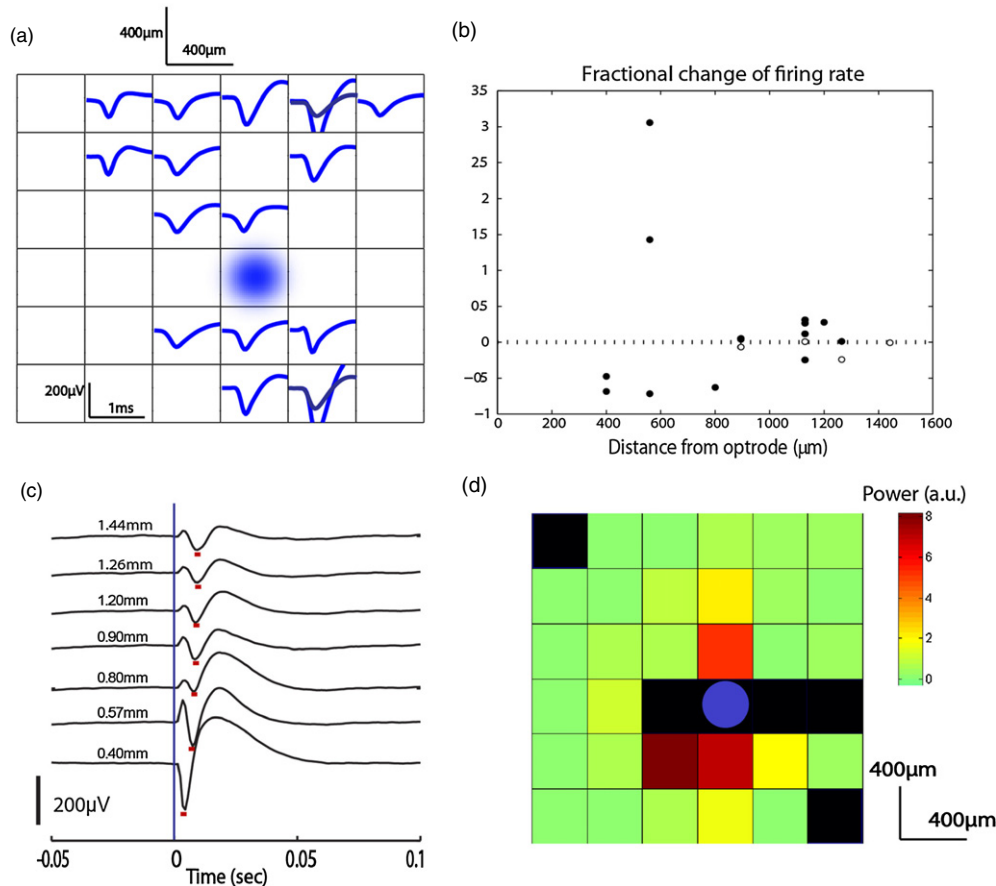 (a)
400µm
400µm
200µV
1ms
(b)
Fractional change of firing rate
35
3
25
2
15
1
05
0
−05
−1
0 200 400 600 800 1000 1200 1400 1600
Distance from optrode (µm)
(c)
1.44mm
1.26mm
1.20mm
0.90mm
0.80mm
0.57mm
0.40mm
200µV
-0.05 0 0.05 0.1
Time (sec)
(d)
Power (a.u.)
8
6
4
2
0
400µm
400µm